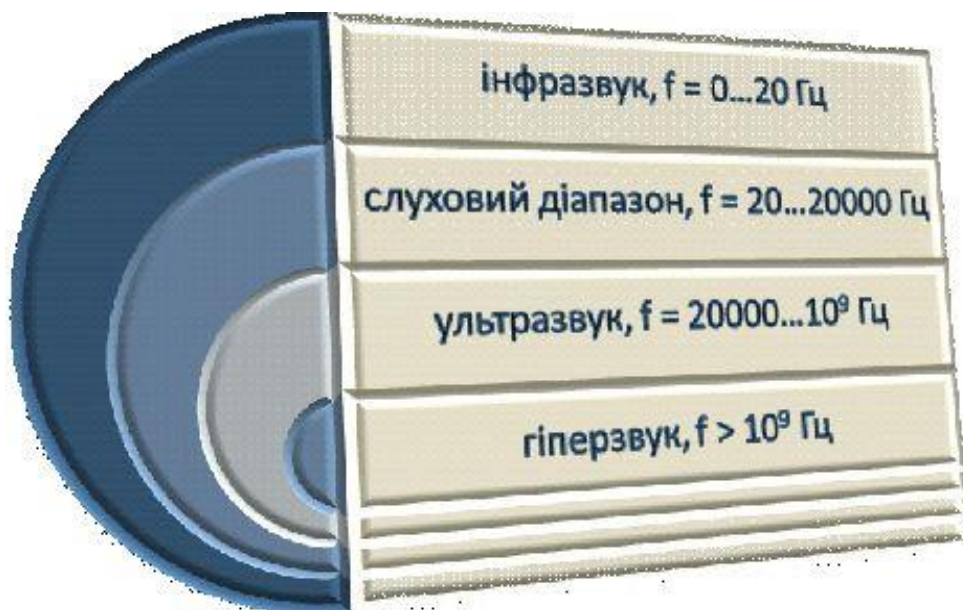 інфразвук, f = 0...20 Гц
слуховий діапазон, f = 20...20000 Гц
ультразвук, f = 20000...10⁹ Гц
гіперзвук, f > 10⁹ Гц